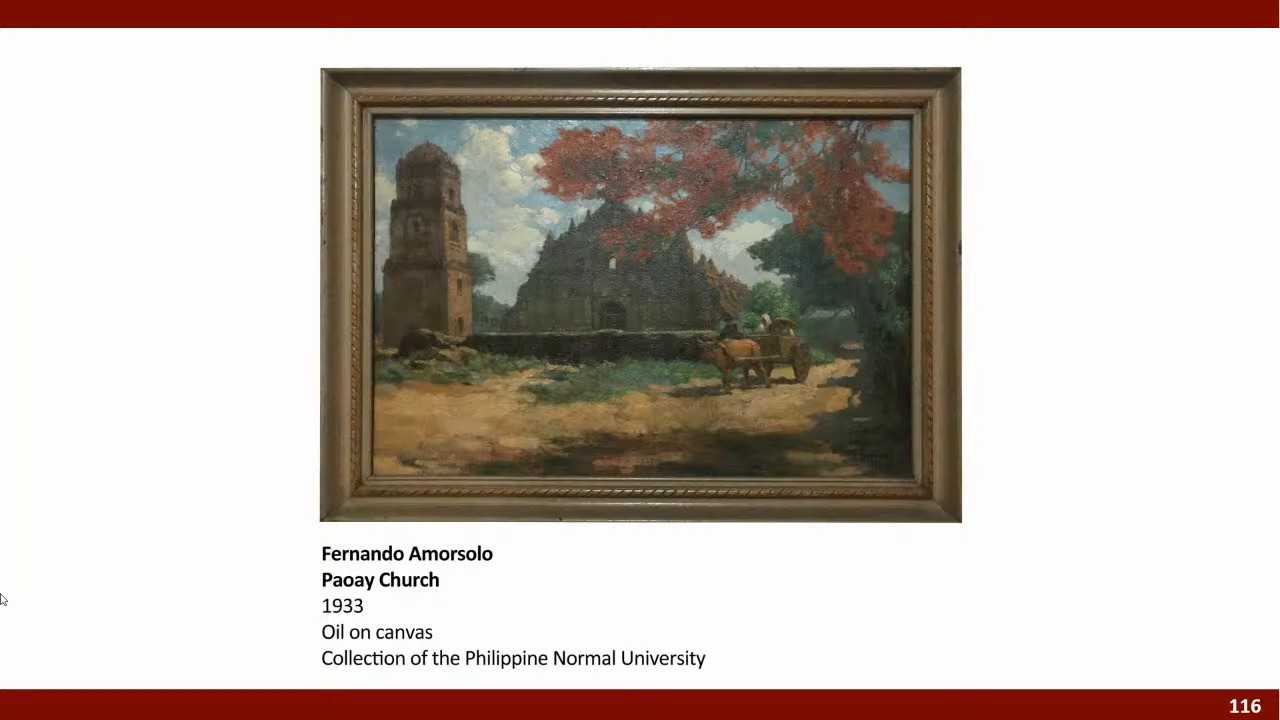 Fernando Amorsolo
Paoay Church
1933
Oil on canvas
Collection of the Philippine Normal University
116